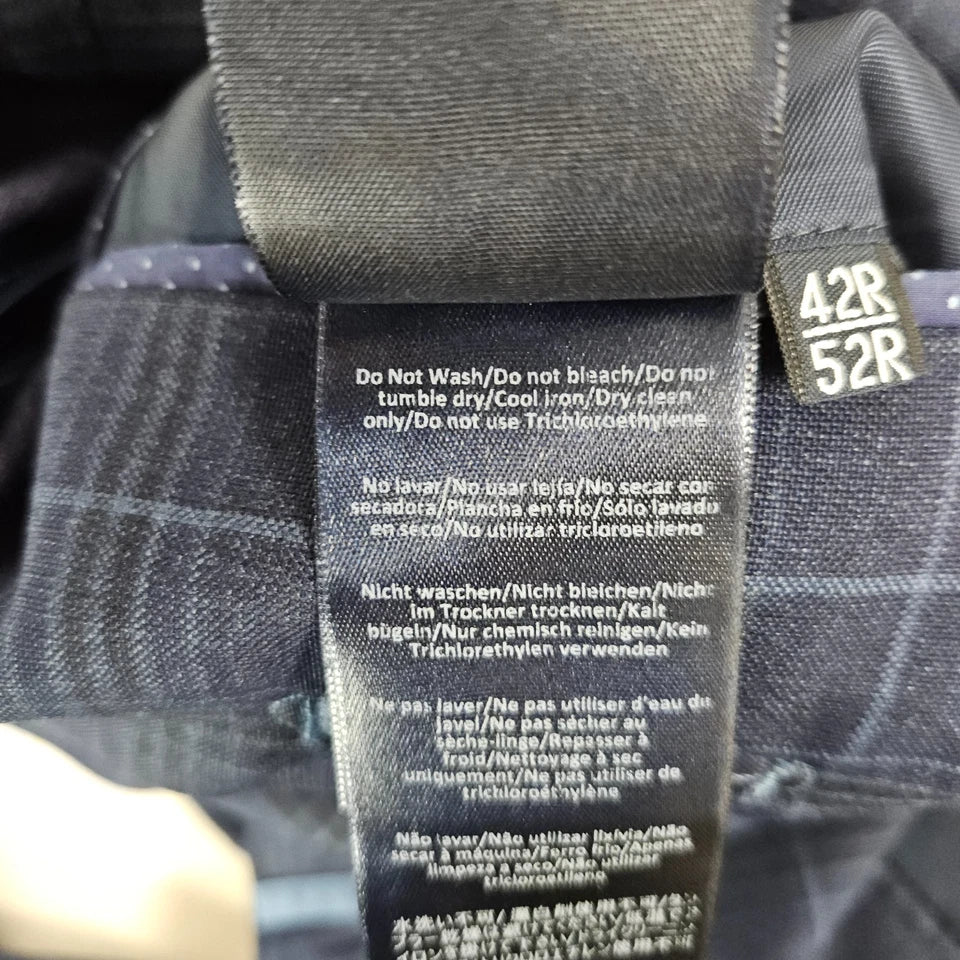 42R
52R
Do Not Wash/Do not bleach/Do not
tumble dry/Cool iron/Dry clean
only/Do not use Trichloroethylene
No lavar/No usar lejía/No secar con
secadora/Plancha en frío/Sólo lavado
en seco/No utilizar tricloroetileno
Nicht waschen/Nicht bleichen/Nicht
im Trockner trocknen/Kalt
bügeln/Nur chemisch reinigen/Kein
Trichlorethylen verwenden
Ne pas laver/Ne pas utiliser d'eau de
javel/Ne pas sécher au
sèche-linge/Repasser à
froid/Nettoyage à sec
uniquement/Ne pas utiliser de
trichloroéthylène
Não lavar/Não utilizar lixívia/Não
secar à máquina/Ferro frio/Apenas
limpeza a seco/Não utilizar
tricloroetileno
水洗い不可/